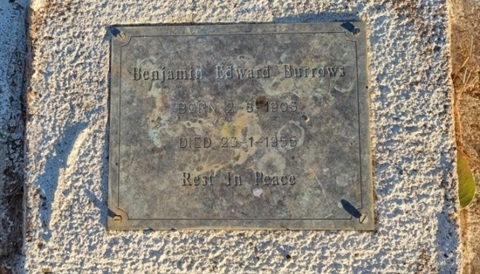 Benjamin Edward Burrows
BORN
DIED
Rest In Peace